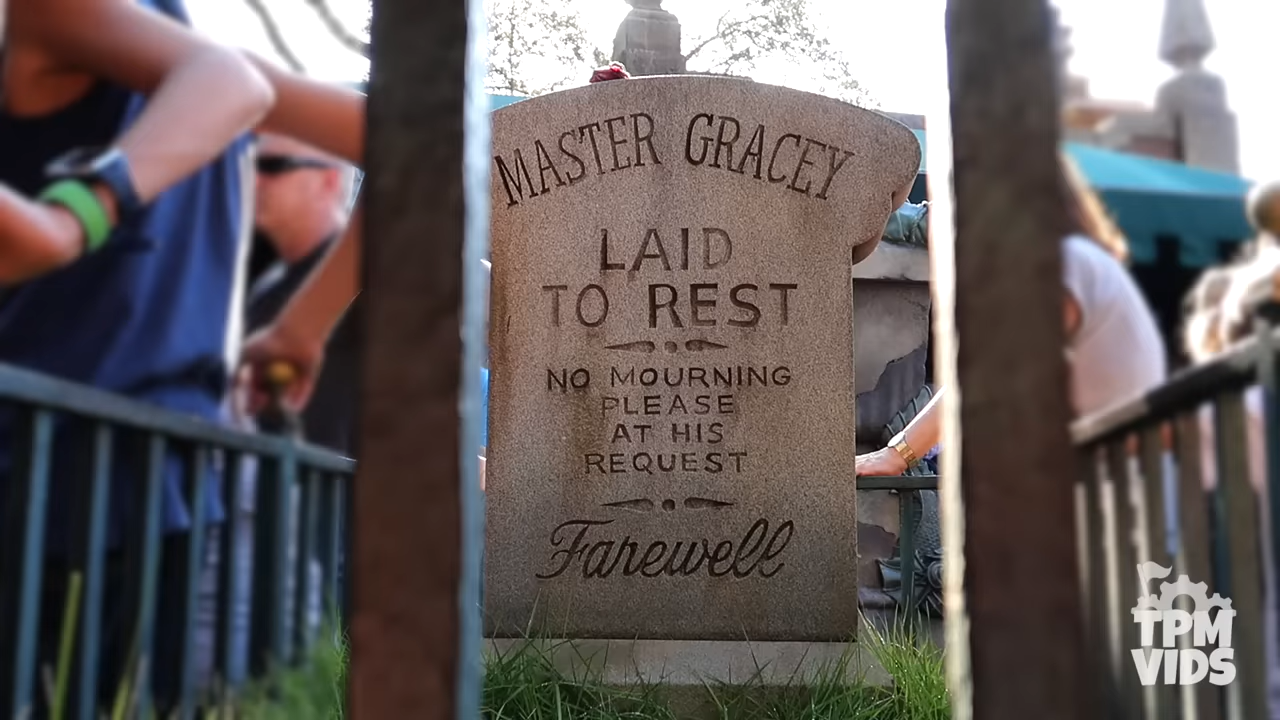 MASTER GRACEY
LAID
TO REST
NO MOURNING
PLEASE
AT HIS
REQUEST
Farewell
TPM
VIDS